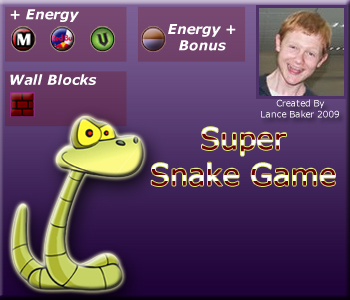 + Energy
Energy +
Bonus
M
V
Wall Blocks
Created By
Lance Baker 2009
Super
Snake Game